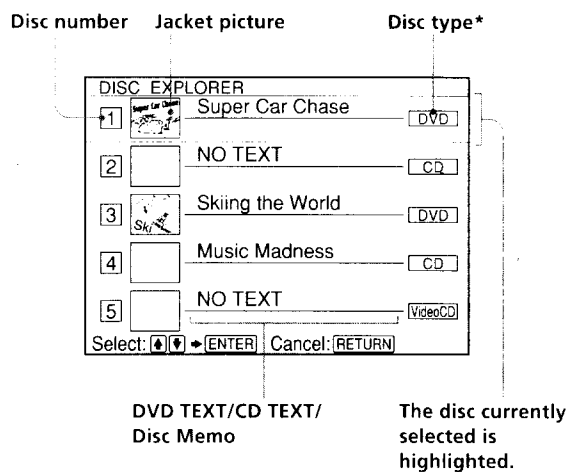 Disc number Jacket picture Disc type*
DISC EXPLORER
1 Super Car Chase Super Car Chase DVD
2 NO TEXT CD
3 Ski Skiing the World DVD
4 Music Madness CD
5 NO TEXT VideoCD
Select: ↑ ↓ ➡ ENTER Cancel: RETURN
DVD TEXT/CD TEXT/
Disc Memo
The disc currently
selected is
highlighted.